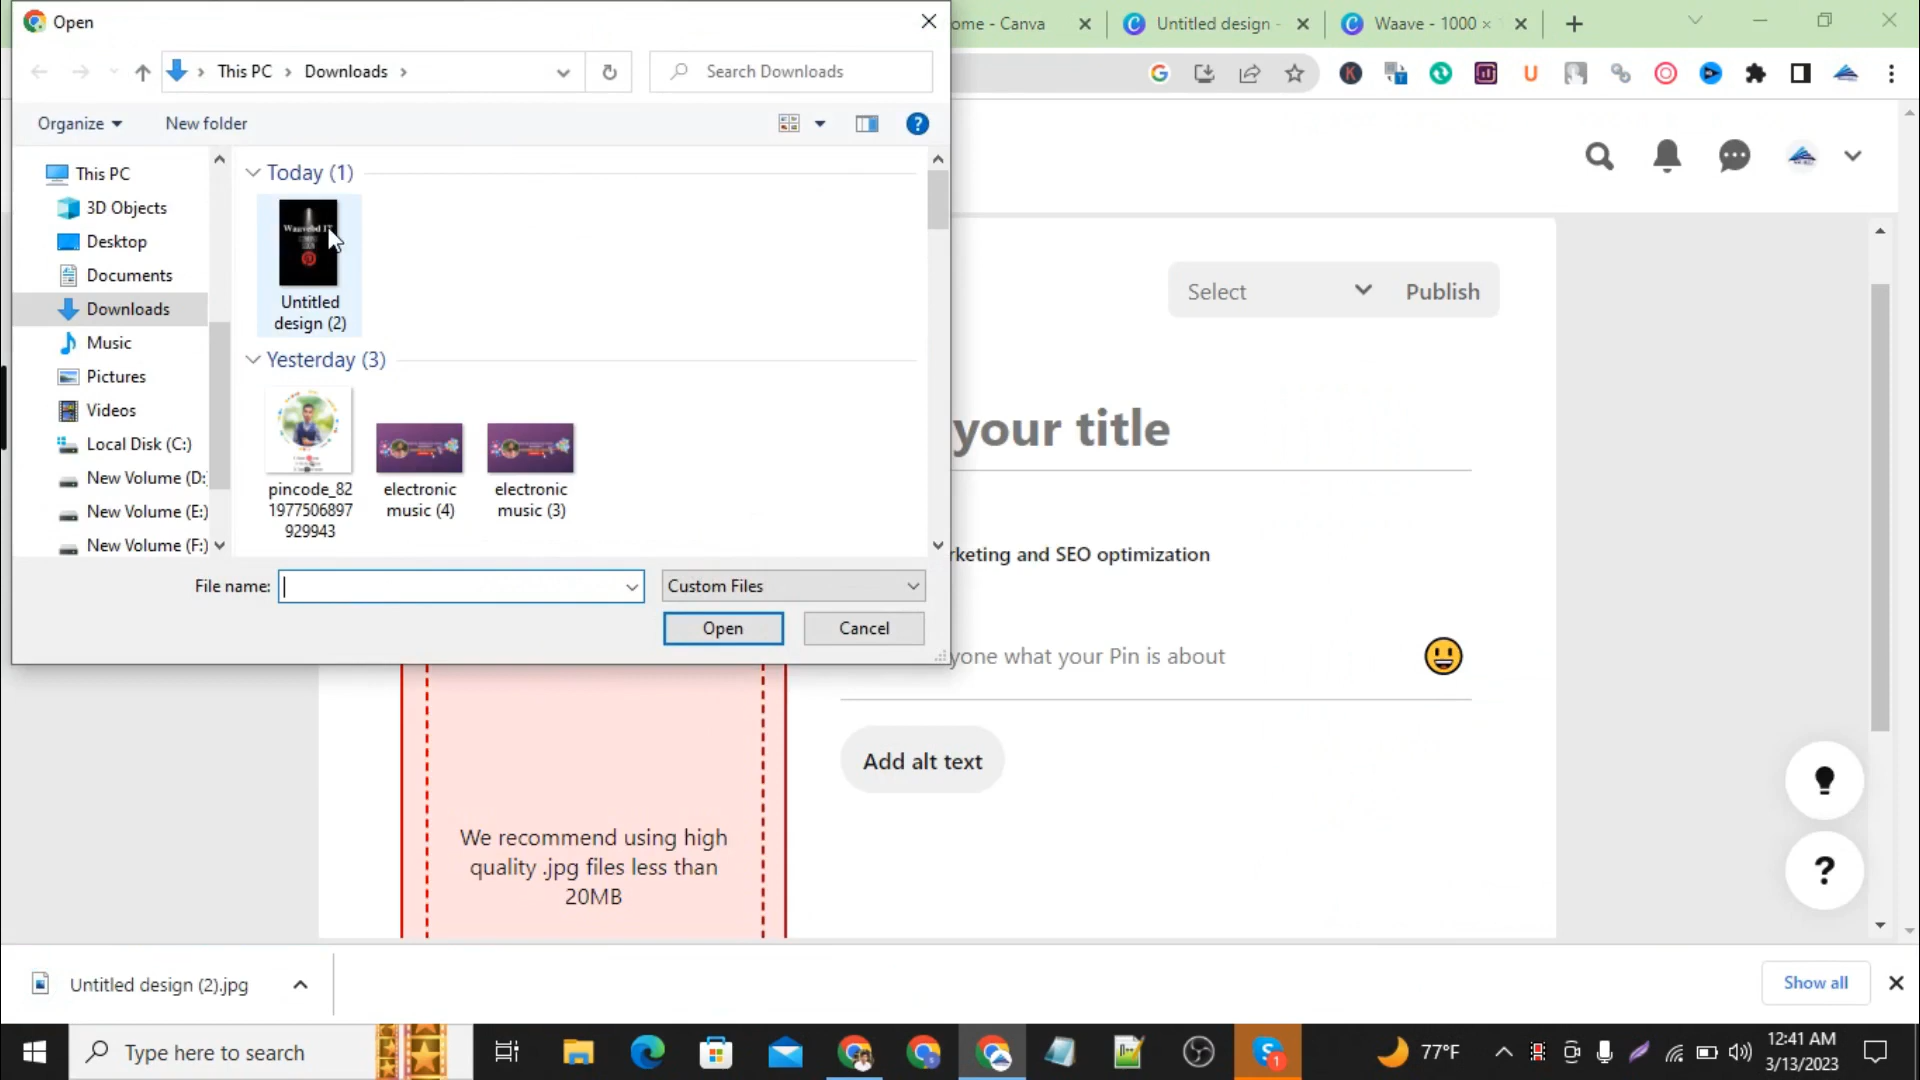 Open
ome - Canva
Untitled design -
Waave - 1000 ×
This PC
Downloads
Search Downloads
Organize
New folder
This PC
3D Objects
Desktop
Documents
Downloads
Music
Pictures
Videos
Local Disk (C:)
New Volume (D:
New Volume (E:)
New Volume (F:)
Today (1)
Waavebd IT
Untitled
design (2)
Yesterday (3)
pincode_82
1977506897
929943
electronic
music (4)
electronic
music (3)
File name:
Custom Files
Open
Cancel
Select
Publish
your title
rketing and SEO optimization
yone what your Pin is about
Add alt text
We recommend using high
quality .jpg files less than
20MB
?
Untitled design (2).jpg
Show all
Type here to search
77°F
12:41 AM
3/13/2023